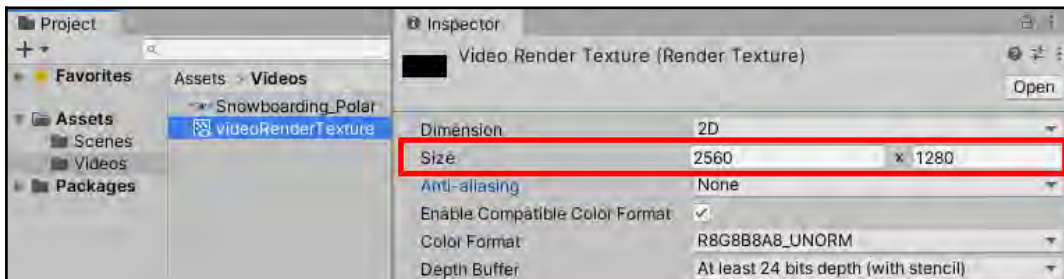 Project
Favorites
Assets
Scenes
Videos
Packages
Assets > Videos
Snowboarding_Polar
videoRenderTexture
Inspector
Video Render Texture (Render Texture)
Open
Dimension 2D
Size 2560 x 1280
Anti-aliasing None
Enable Compatible Color Format
Color Format R8G8B8A8_UNORM
Depth Buffer At least 24 bits depth (with stencil)